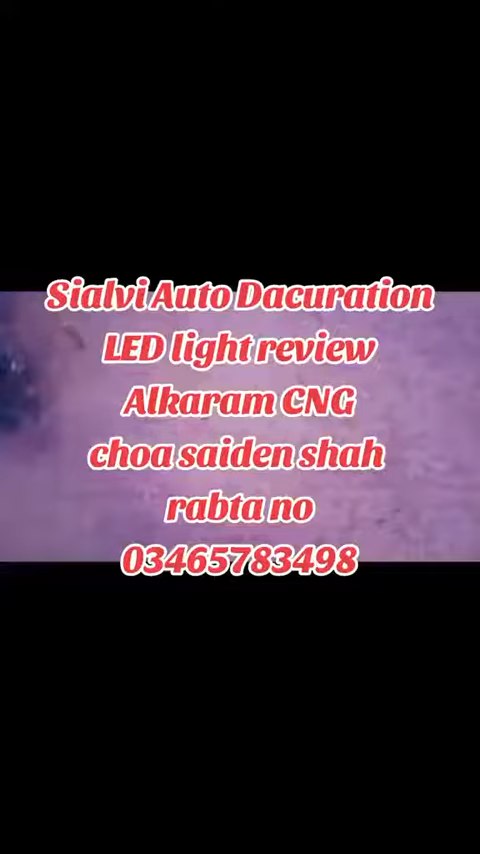 Sialvi Auto Dacuration
LED light review
Alkaram CNG
choa saiden shah
rabta no
03465783498